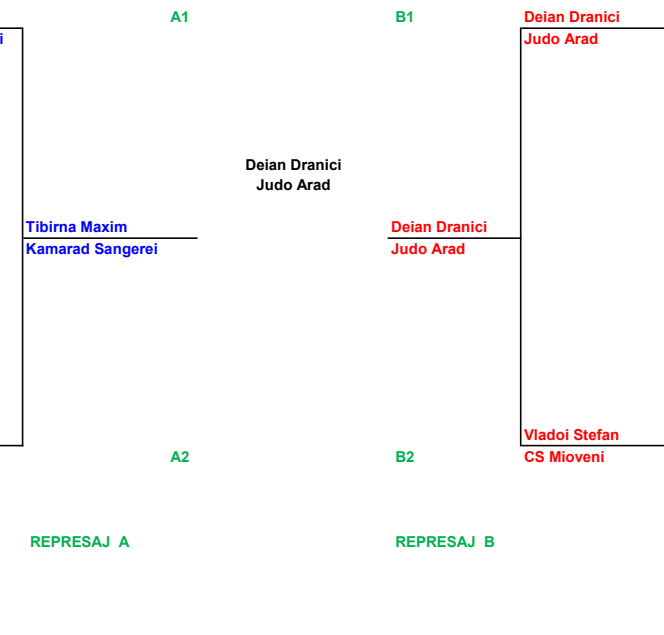 A1 B1 Deian Dranici
i Judo Arad
Deian Dranici
Judo Arad
Tibirna Maxim Deian Dranici
Kamarad Sangerei Judo Arad
Vladoi Stefan
A2 B2 CS Mioveni
REPRESAJ A REPRESAJ B